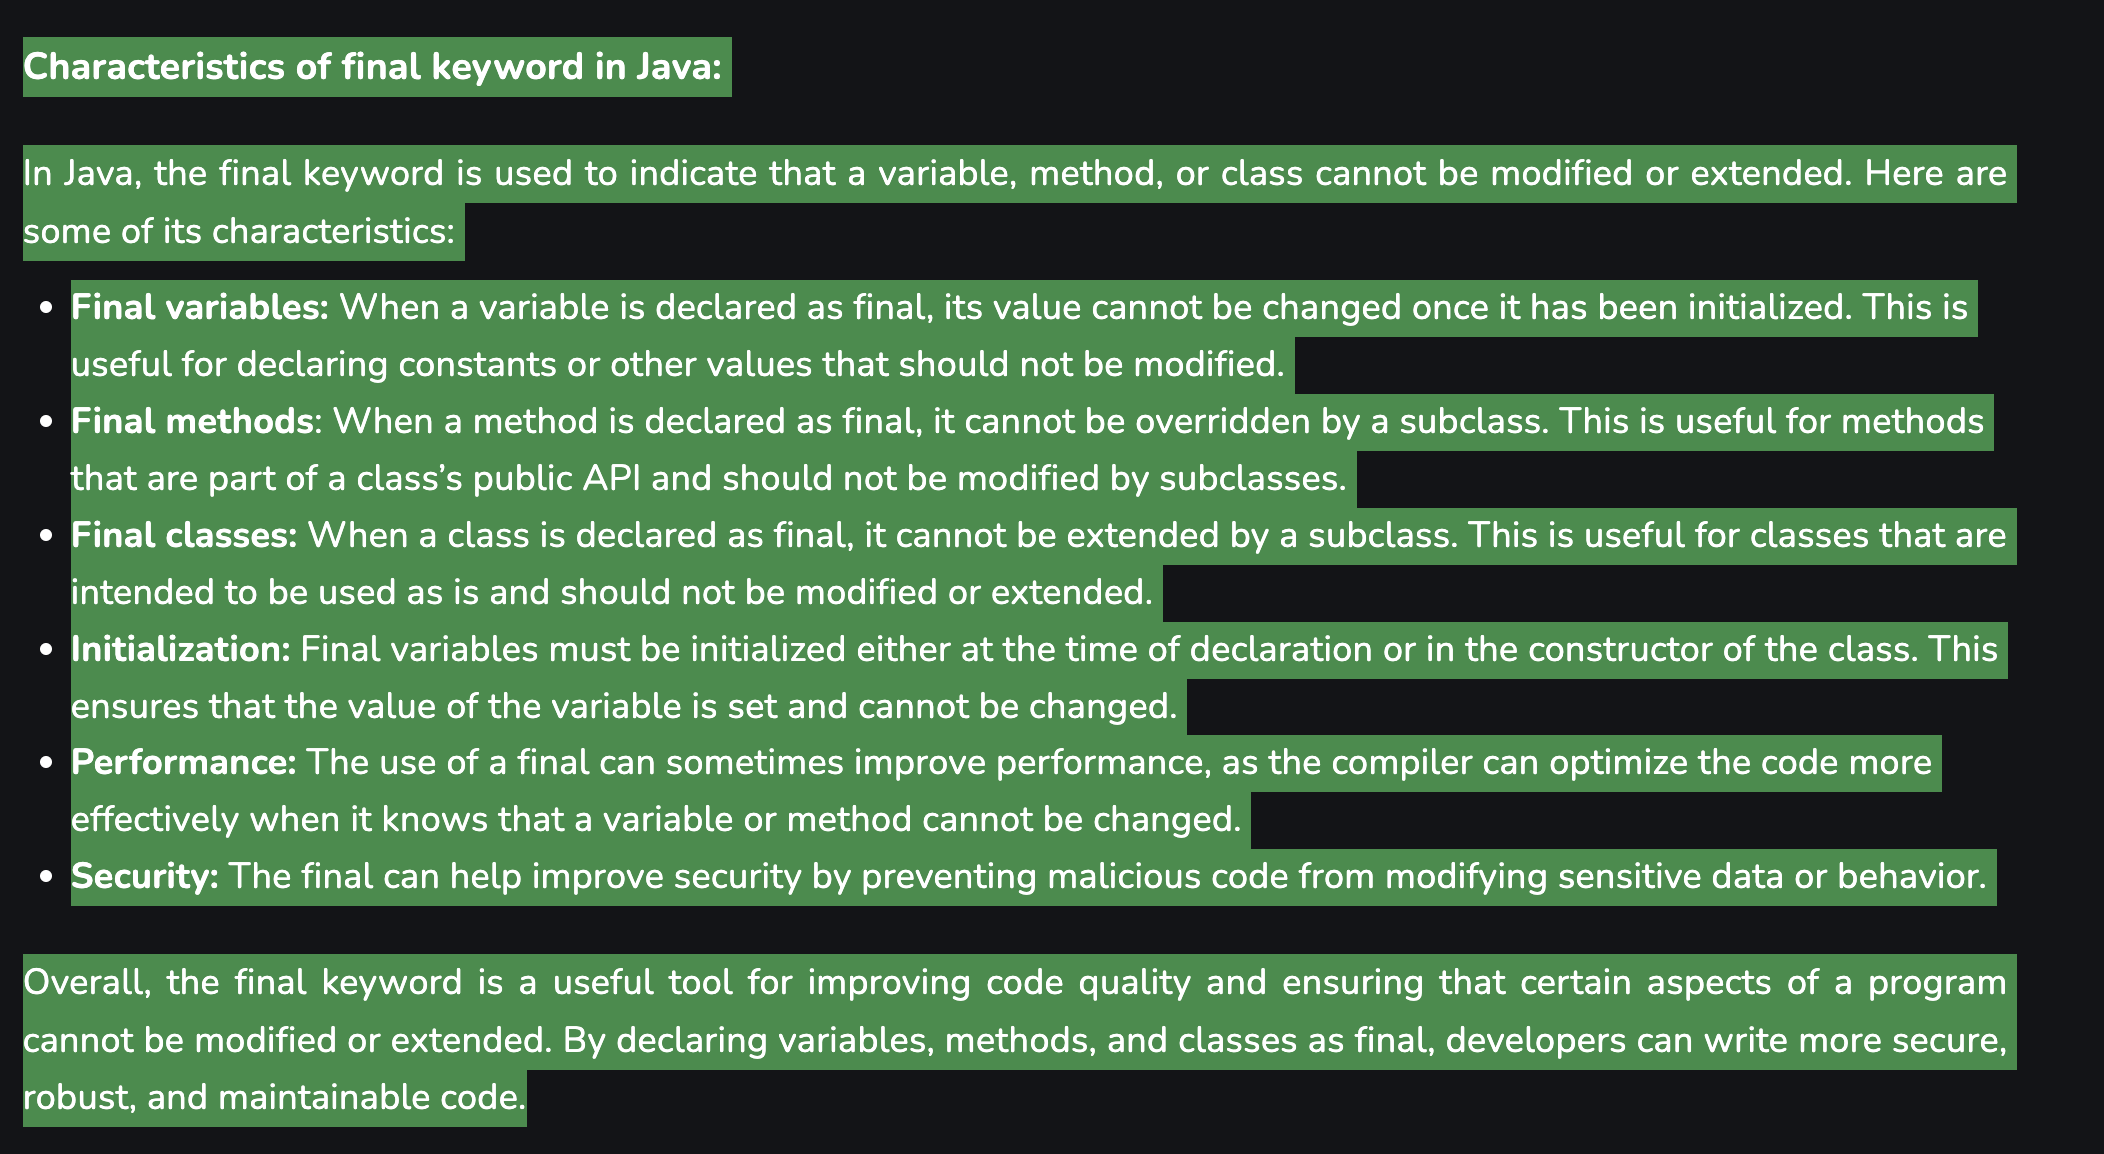 Characteristics of final keyword in Java:
In Java, the final keyword is used to indicate that a variable, method, or class cannot be modified or extended. Here are
some of its characteristics:
• Final variables: When a variable is declared as final, its value cannot be changed once it has been initialized. This is
useful for declaring constants or other values that should not be modified.
• Final methods: When a method is declared as final, it cannot be overridden by a subclass. This is useful for methods
that are part of a class’s public API and should not be modified by subclasses.
• Final classes: When a class is declared as final, it cannot be extended by a subclass. This is useful for classes that are
intended to be used as is and should not be modified or extended.
• Initialization: Final variables must be initialized either at the time of declaration or in the constructor of the class. This
ensures that the value of the variable is set and cannot be changed.
• Performance: The use of a final can sometimes improve performance, as the compiler can optimize the code more
effectively when it knows that a variable or method cannot be changed.
• Security: The final can help improve security by preventing malicious code from modifying sensitive data or behavior.
Overall, the final keyword is a useful tool for improving code quality and ensuring that certain aspects of a program
cannot be modified or extended. By declaring variables, methods, and classes as final, developers can write more secure,
robust, and maintainable code.